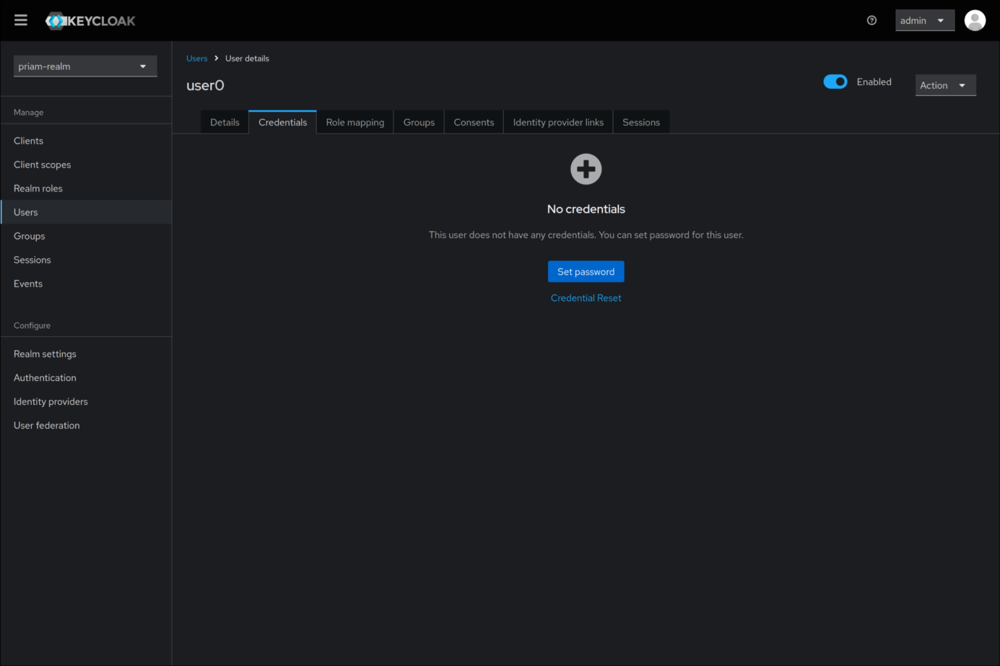 KEYCLOAK
admin
priam-realm
Manage
Clients
Client scopes
Realm roles
Users
Groups
Sessions
Events
Configure
Realm settings
Authentication
Identity providers
User federation
Users > User details
user0
Enabled
Action
Details Credentials Role mapping Groups Consents Identity provider links Sessions
No credentials
This user does not have any credentials. You can set password for this user.
Set password
Credential Reset